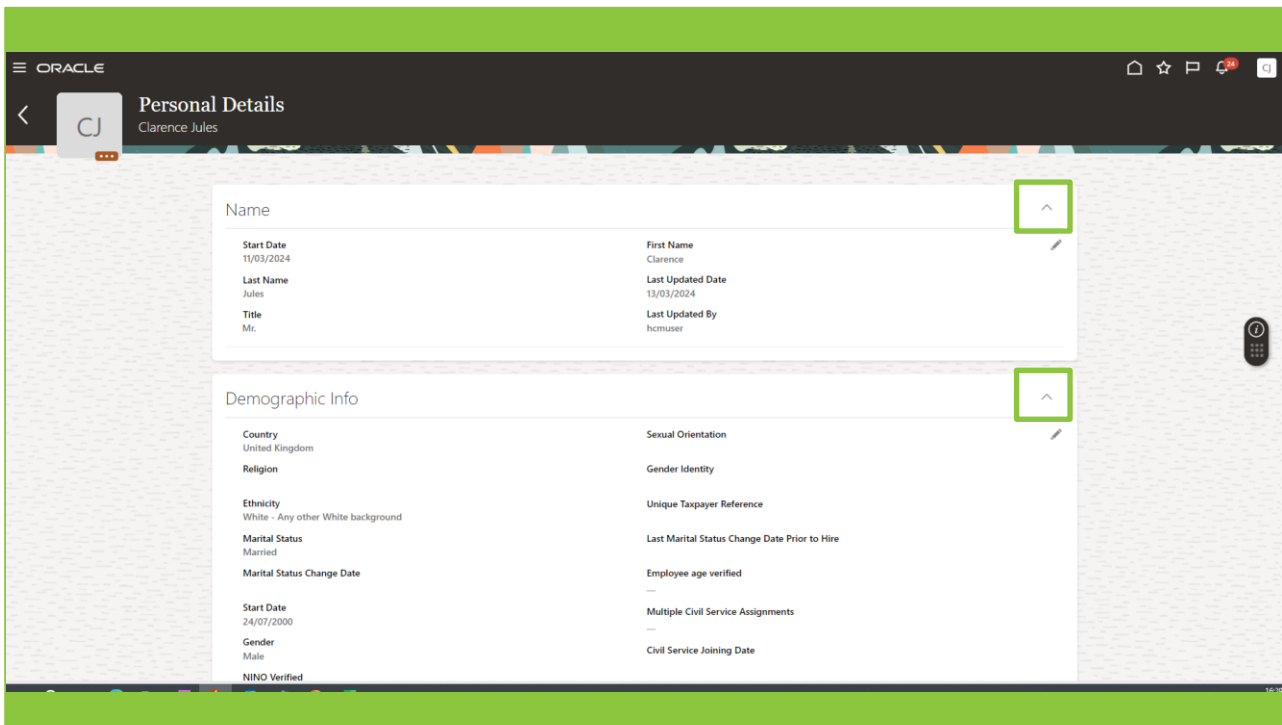 ORACLE
24
CJ
CJ
Personal Details
Clarence Jules
Name
Start Date
11/03/2024
First Name
Clarence
Last Name
Jules
Last Updated Date
13/03/2024
Title
Mr.
Last Updated By
hcmuser
Demographic Info
Country
United Kingdom
Sexual Orientation
Religion
Gender Identity
Ethnicity
White - Any other White background
Unique Taxpayer Reference
Marital Status
Married
Last Marital Status Change Date Prior to Hire
Marital Status Change Date
Employee age verified
—
Start Date
24/07/2000
Multiple Civil Service Assignments
—
Gender
Male
Civil Service Joining Date
NINO Verified